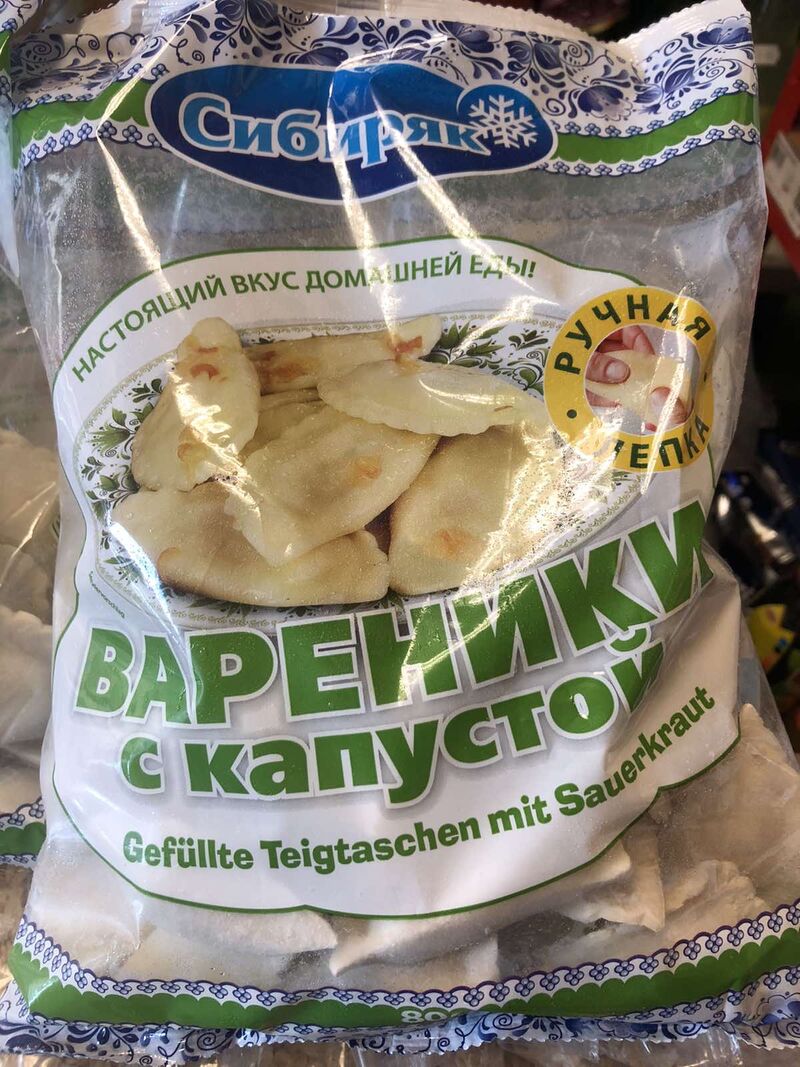 Сибиряк
НАСТОЯЩИЙ ВКУС ДОМАШНЕЙ ЕДЫ!
РУЧНАЯ
ЛЕПКА
ВАРЕНИКИ
с капустой
Gefüllte Teigtaschen mit Sauerkraut